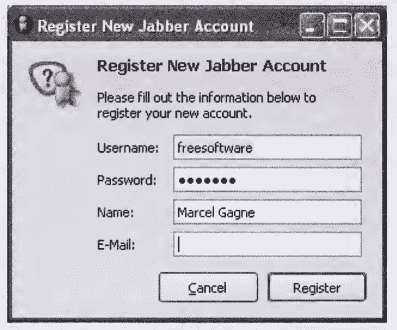 Register New Jabber Account
Register New Jabber Account
Please fill out the information below to
register your new account.
Username: freesoftware
Password: •••••••
Name: Marcel Gagne
E-Mail:
Cancel Register